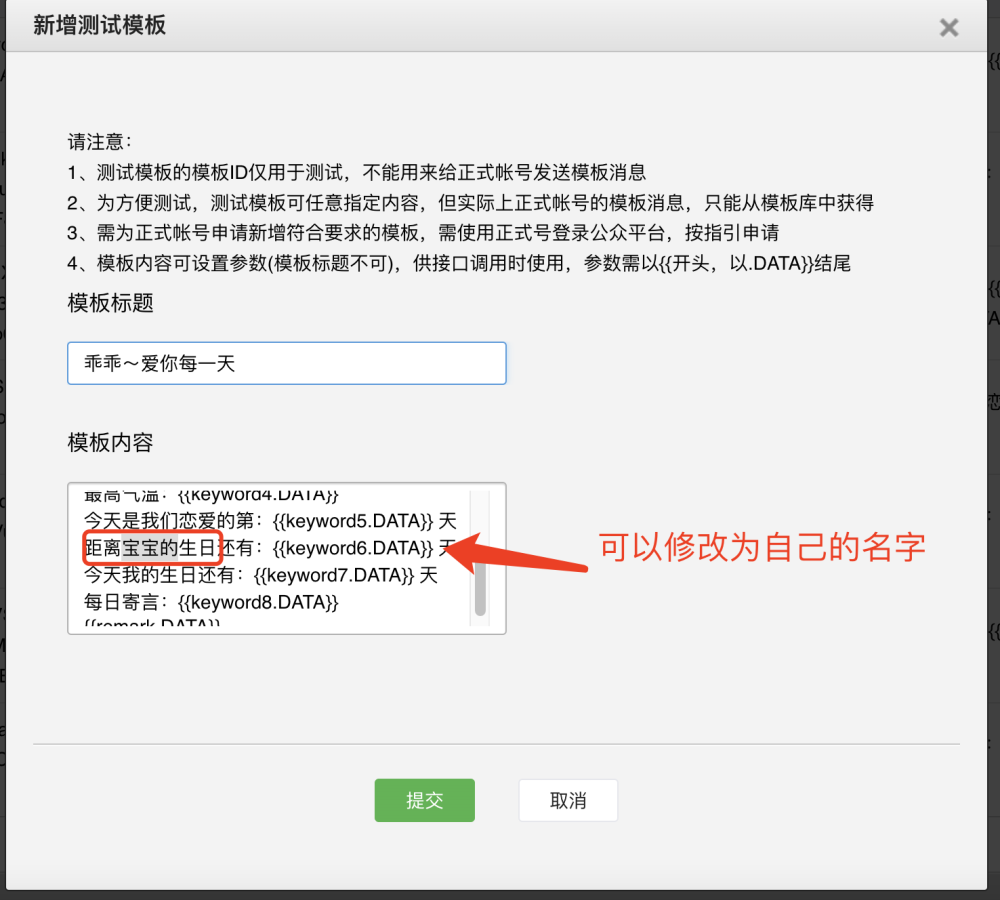 新增测试模板
请注意：
1、测试模板的模板ID仅用于测试，不能用来给正式帐号发送模板消息
2、为方便测试，测试模板可任意指定内容，但实际上正式帐号的模板消息，只能从模板库中获得
3、需为正式帐号申请新增符合要求的模板，需使用正式号登录公众平台，按指引申请
4、模板内容可设置参数(模板标题不可)，供接口调用时使用，参数需以{{开头，以.DATA}}结尾
模板标题
乖乖～爱你每一天
模板内容
最高气温：{{keyword4.DATA}}
今天是我们恋爱的第：{{keyword5.DATA}} 天
距离宝宝的生日还有：{{keyword6.DATA}} 天
可以修改为自己的名字
今天我的生日还有：{{keyword7.DATA}} 天
每日寄言：{{keyword8.DATA}}
{{remark.DATA}}
提交
取消